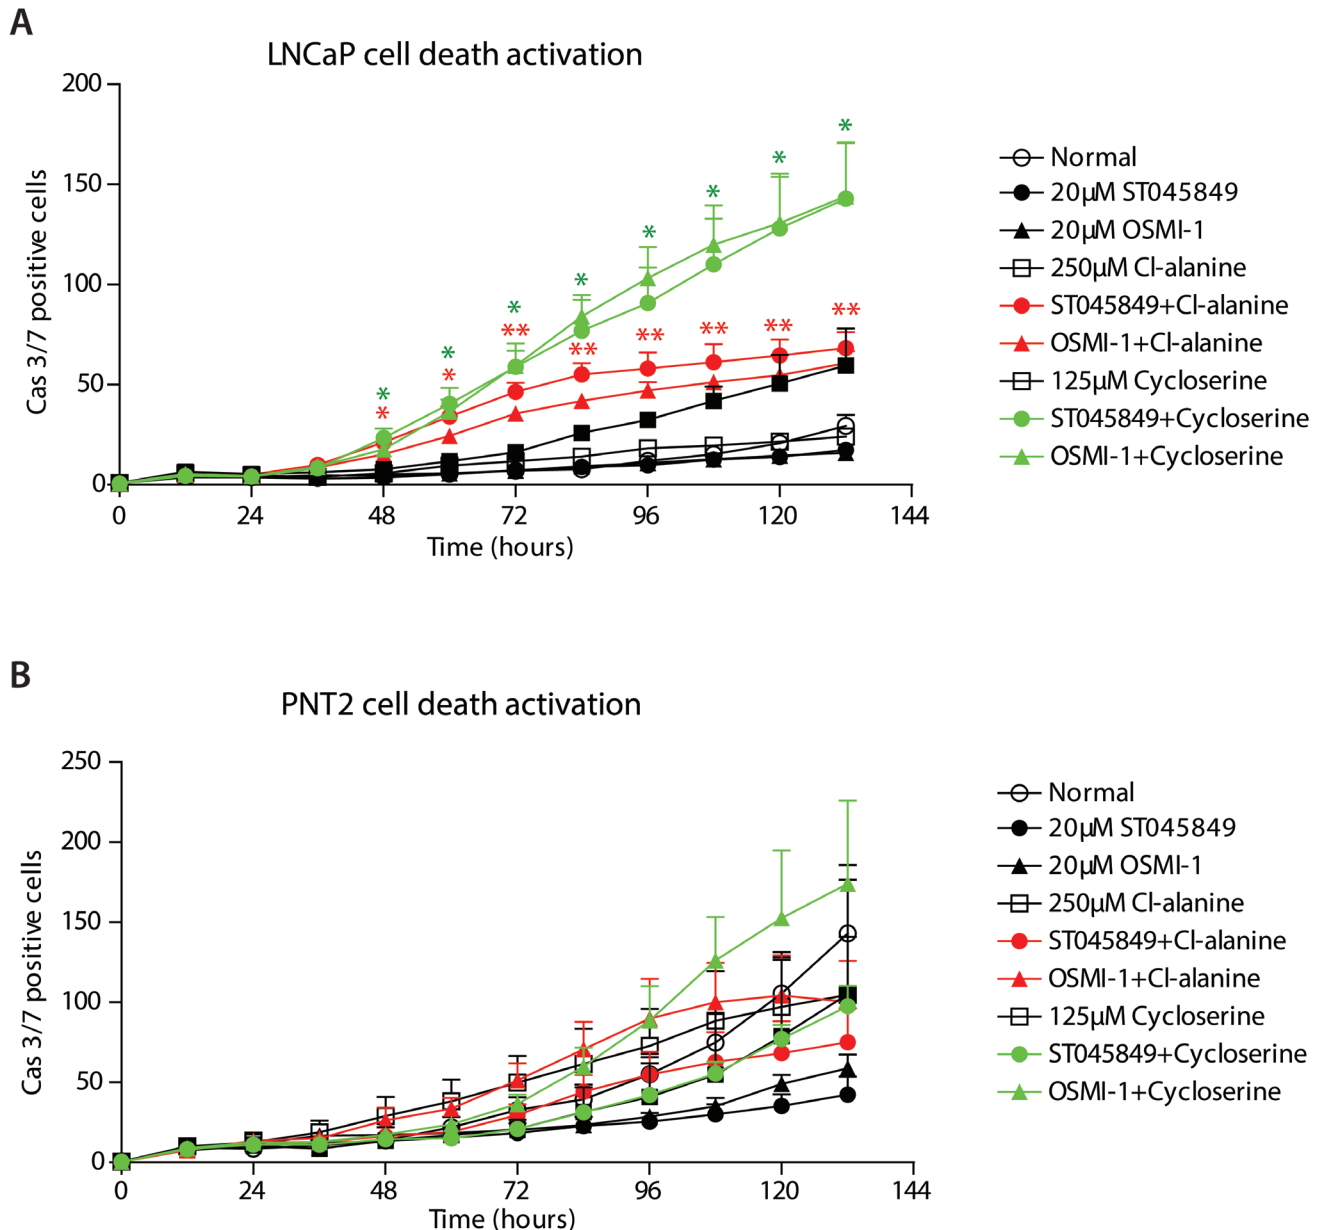 A
LNCaP cell death activation
200
150
100
50
0
Cas 3/7 positive cells
*
*
*
*
*
*
*
*
*
*
**
**
**
**
**
**
0 24 48 72 96 120 144
Time (hours)
Normal
20µM ST045849
20µM OSMI-1
250µM Cl-alanine
ST045849+Cl-alanine
OSMI-1+Cl-alanine
125µM Cycloserine
ST045849+Cycloserine
OSMI-1+Cycloserine
B
PNT2 cell death activation
250
200
150
100
50
0
Cas 3/7 positive cells
0 24 48 72 96 120 144
Time (hours)
Normal
20µM ST045849
20µM OSMI-1
250µM Cl-alanine
ST045849+Cl-alanine
OSMI-1+Cl-alanine
125µM Cycloserine
ST045849+Cycloserine
OSMI-1+Cycloserine